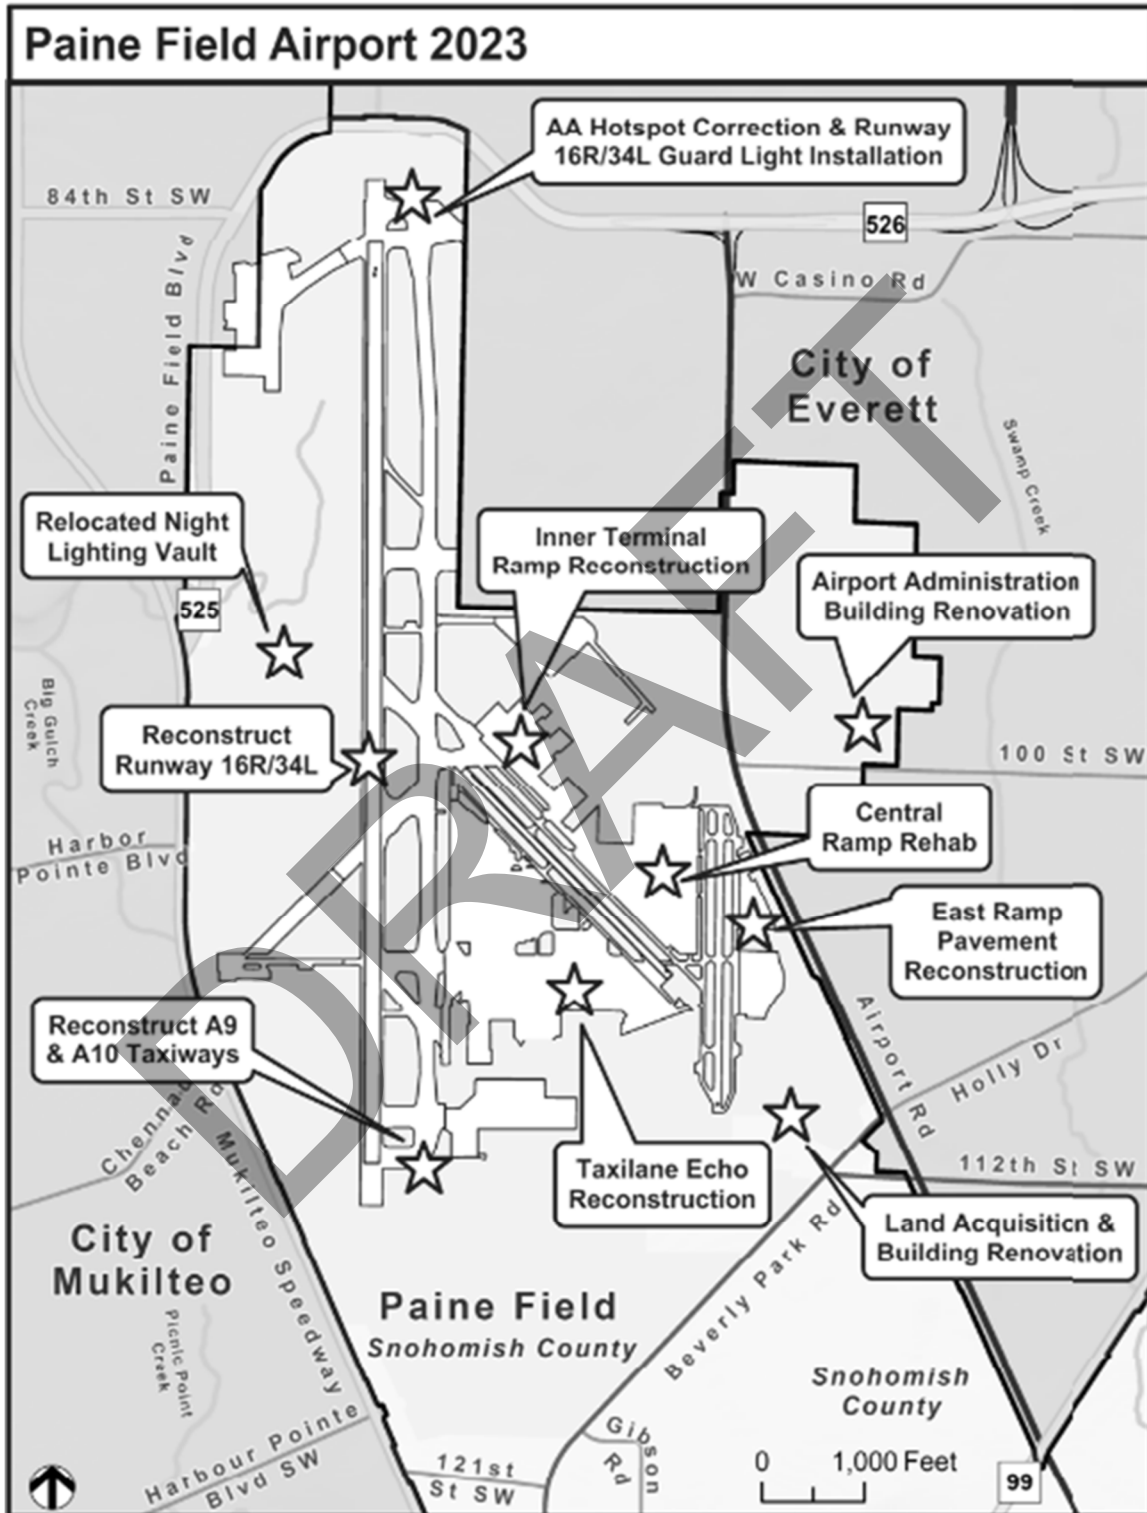 Paine Field Airport 2023
AA Hotspot Correction & Runway
16R/34L Guard Light Installation
84th St SW
526
Paine Field Blvd
W Casino Rd
City of
Everett
Swamp Creek
Relocated Night
Lighting Vault
Inner Terminal
Ramp Reconstruction
Airport Administration
Building Renovation
525
Big Gulch
Creek
Reconstruct
Runway 16R/34L
100 St SW
Central
Ramp Rehab
Harbor
Pointe Blvd
East Ramp
Pavement
Reconstruction
Reconstruct A9
& A10 Taxiways
Airport Rd
Holly Dr
Beach Rd
Mukilteo Speedway
Taxilane Echo
Reconstruction
112th St SW
Land Acquisition &
Building Renovation
City of
Mukilteo
Beverly Park Rd
Paine Field
Snohomish County
Picnic Point
Creek
Snohomish
County
Harbour Pointe
Blvd SW
121st
St SW
Gibson
Rd
0 1,000 Feet
99
DRAFT